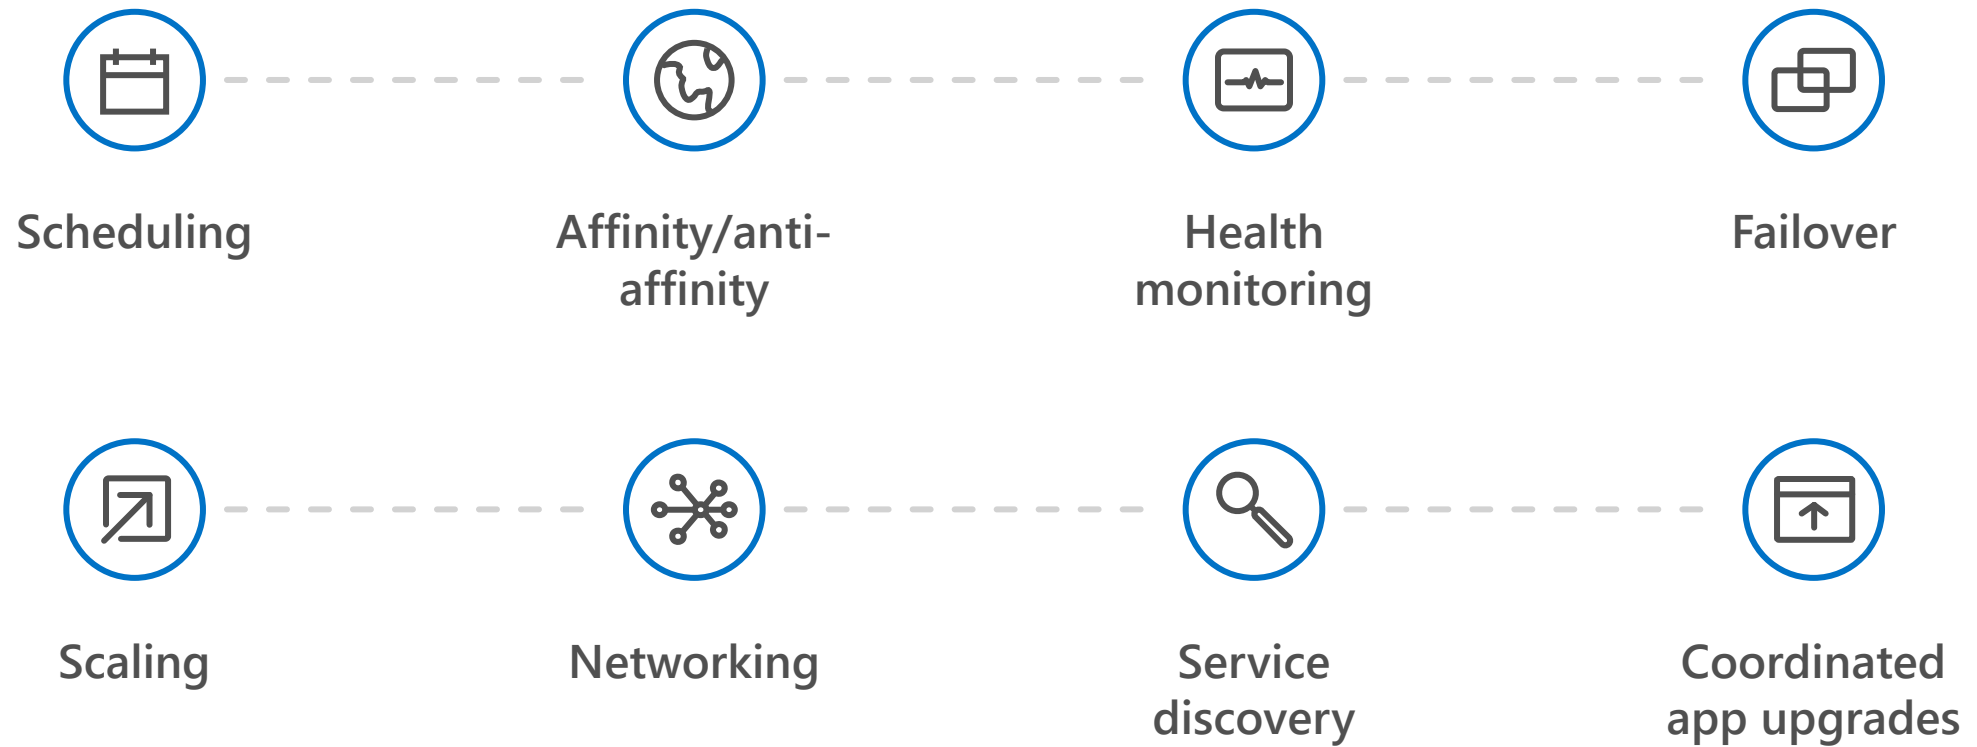 Scheduling
Affinity/anti-
affinity
Health
monitoring
Failover
Scaling
Networking
Service
discovery
Coordinated
app upgrades